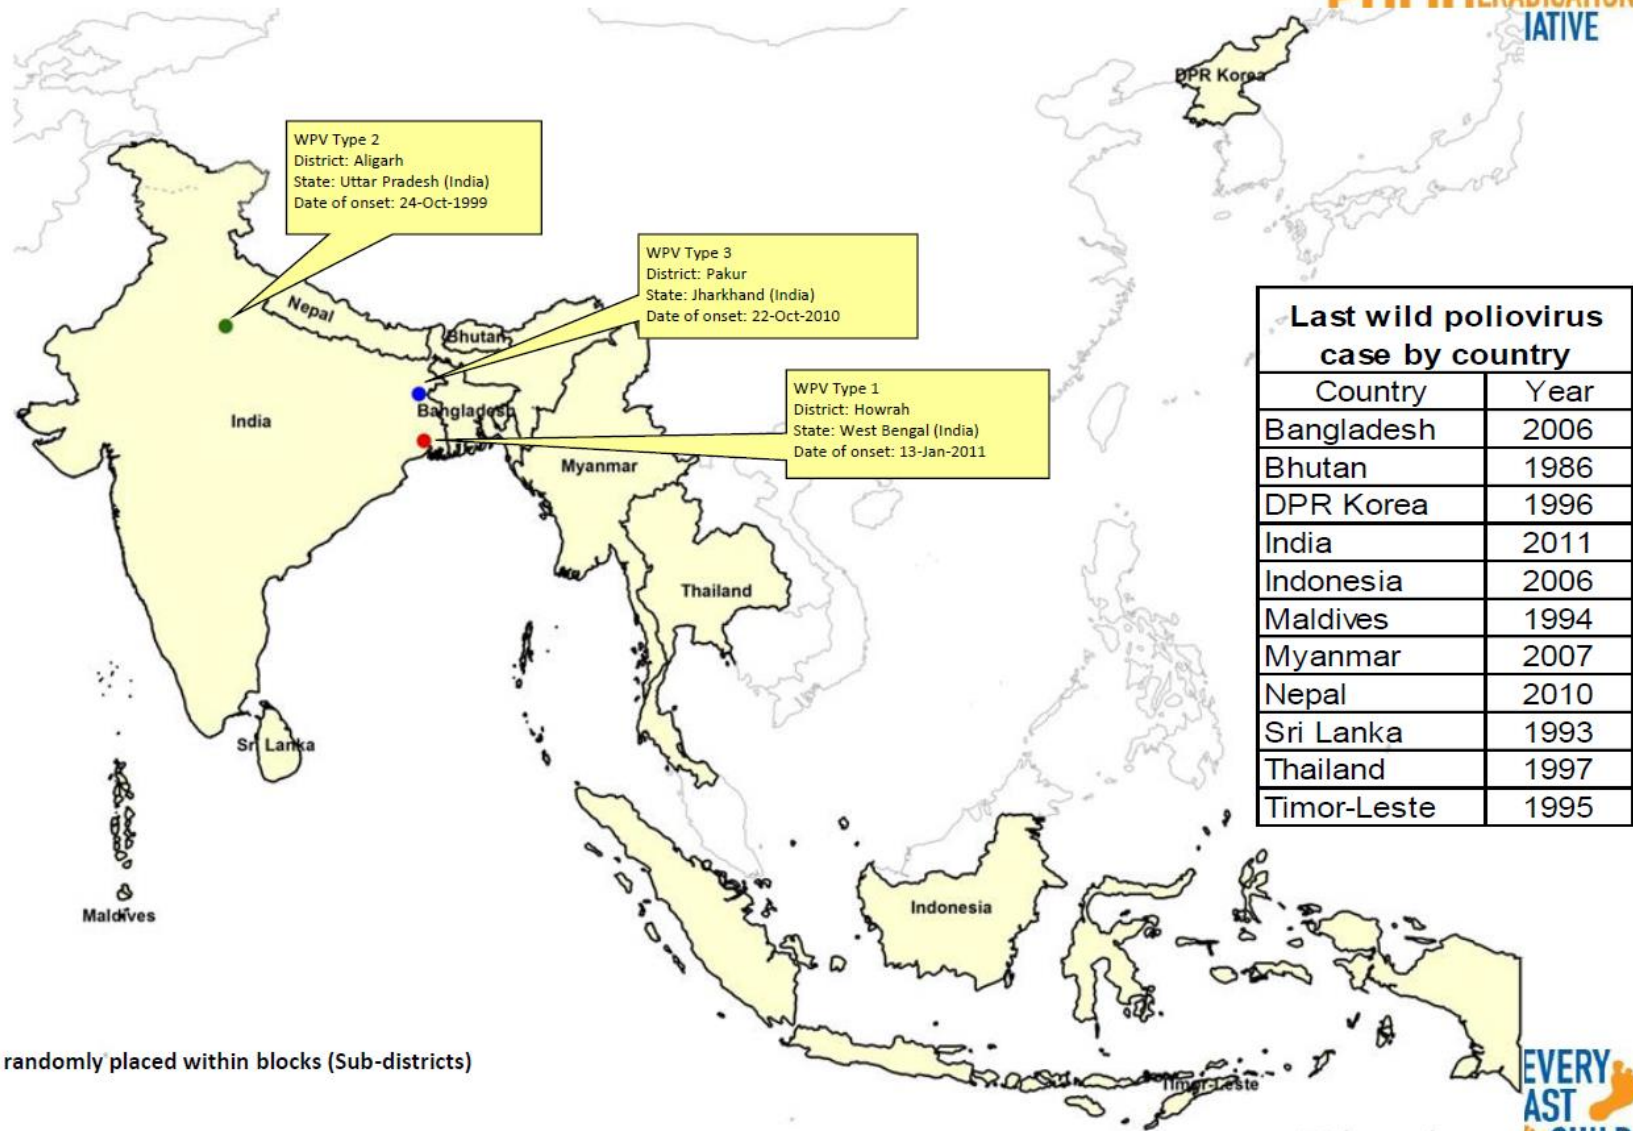 ERADICATION
IATIVE
DPR Korea
WPV Type 2
District: Aligarh
State: Uttar Pradesh (India)
Date of onset: 24-Oct-1999
WPV Type 3
District: Pakur
State: Jharkhand (India)
Date of onset: 22-Oct-2010
Nepal
Bhutan
WPV Type 1
District: Howrah
State: West Bengal (India)
Date of onset: 13-Jan-2011
India
Bangladesh
Myanmar
Thailand
Sri Lanka
Maldives
Indonesia
Timor-Leste
Last wild poliovirus
case by country
Country Year
Bangladesh 2006
Bhutan 1986
DPR Korea 1996
India 2011
Indonesia 2006
Maldives 1994
Myanmar 2007
Nepal 2010
Sri Lanka 1993
Thailand 1997
Timor-Leste 1995
randomly placed within blocks (Sub-districts)
EVERY
AST